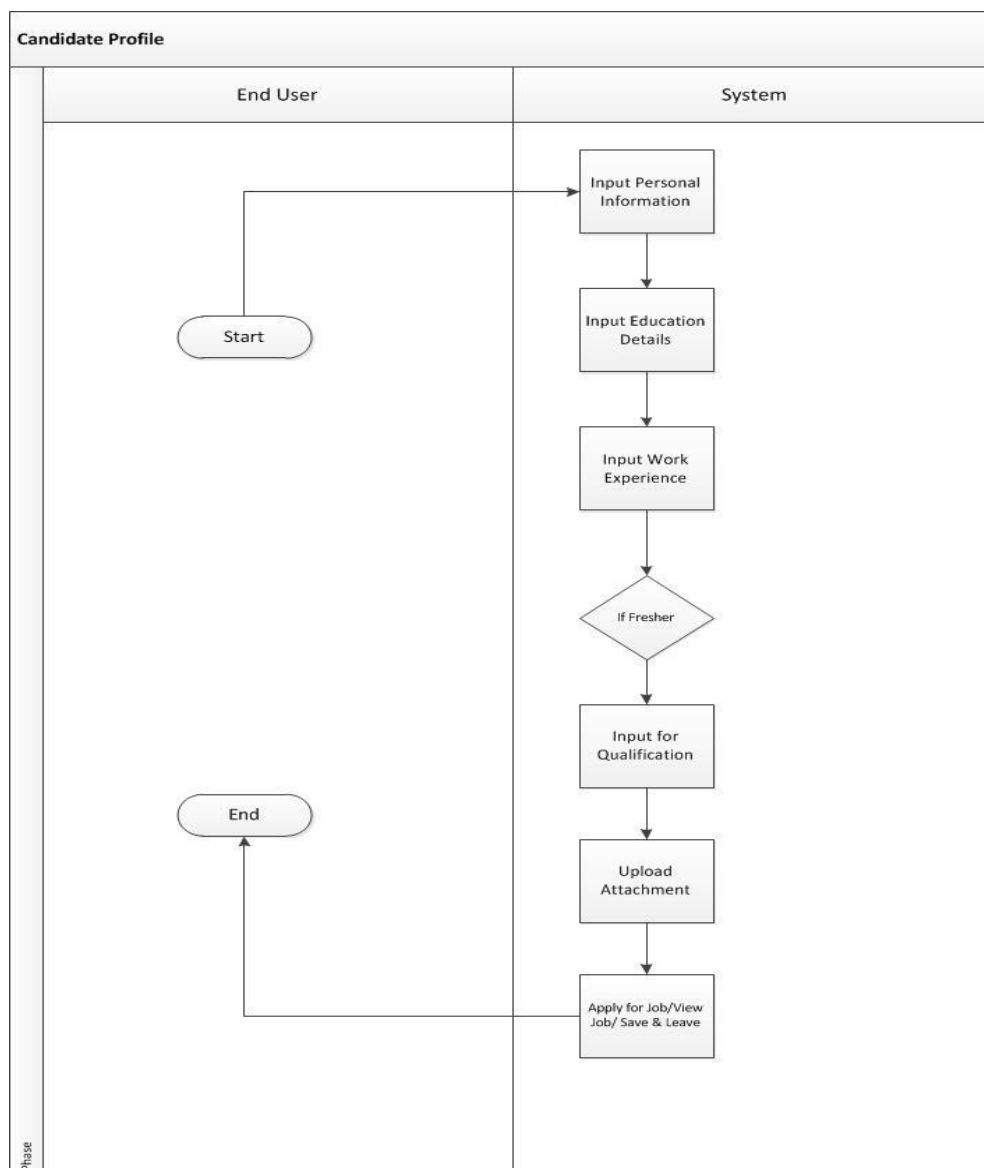 Candidate Profile
End User
System
Input Personal
Information
Start
Input Education
Details
Input Work
Experience
If Fresher
Input for
Qualification
End
Upload
Attachment
Apply for Job/View
Job/ Save & Leave
Phase